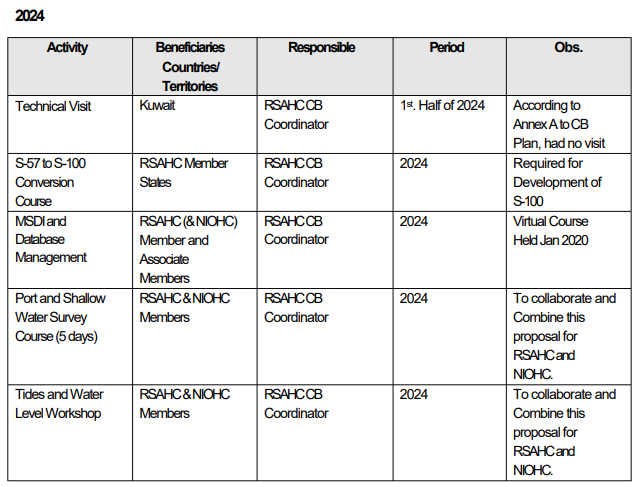 2024
Activity
Beneficiaries
Countries/
Territories
Responsible
Period
Obs.
Technical Visit
Kuwait
RSAHC CB
Coordinator
1st. Half of 2024
According to
Annex A to CB
Plan, had no visit
S-57 to S-100
Conversion
Course
RSAHC Member
States
RSAHC CB
Coordinator
2024
Required for
Development of
S-100
MSDI and
Database
Management
RSAHC (& NIOHC)
Member and
Associate
Members
RSAHC CB
Coordinator
2024
Virtual Course
Held Jan 2020
Port and Shallow
Water Survey
Course (5 days)
RSAHC & NIOHC
Members
RSAHC CB
Coordinator
2024
To collaborate and
Combine this
proposal for
RSAHC and
NIOHC.
Tides and Water
Level Workshop
RSAHC & NIOHC
Members
RSAHC CB
Coordinator
2024
To collaborate and
Combine this
proposal for
RSAHC and
NIOHC.